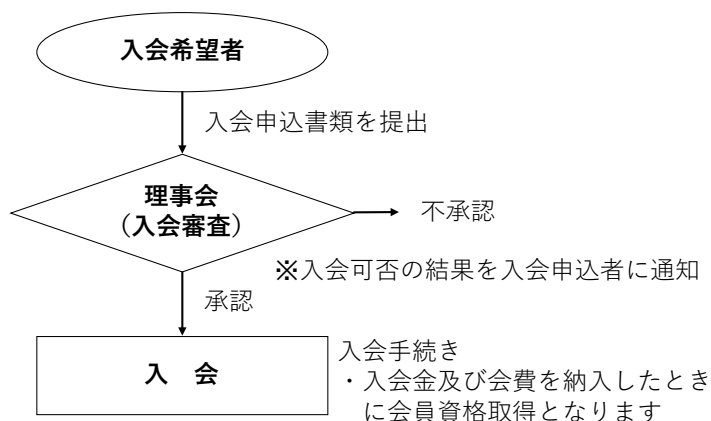 入会希望者
入会申込書類を提出
理事会
（入会審査）
不承認
※入会可否の結果を入会申込者に通知
承認
入　会
入会手続き
・入会金及び会費を納入したとき
に会員資格取得となります